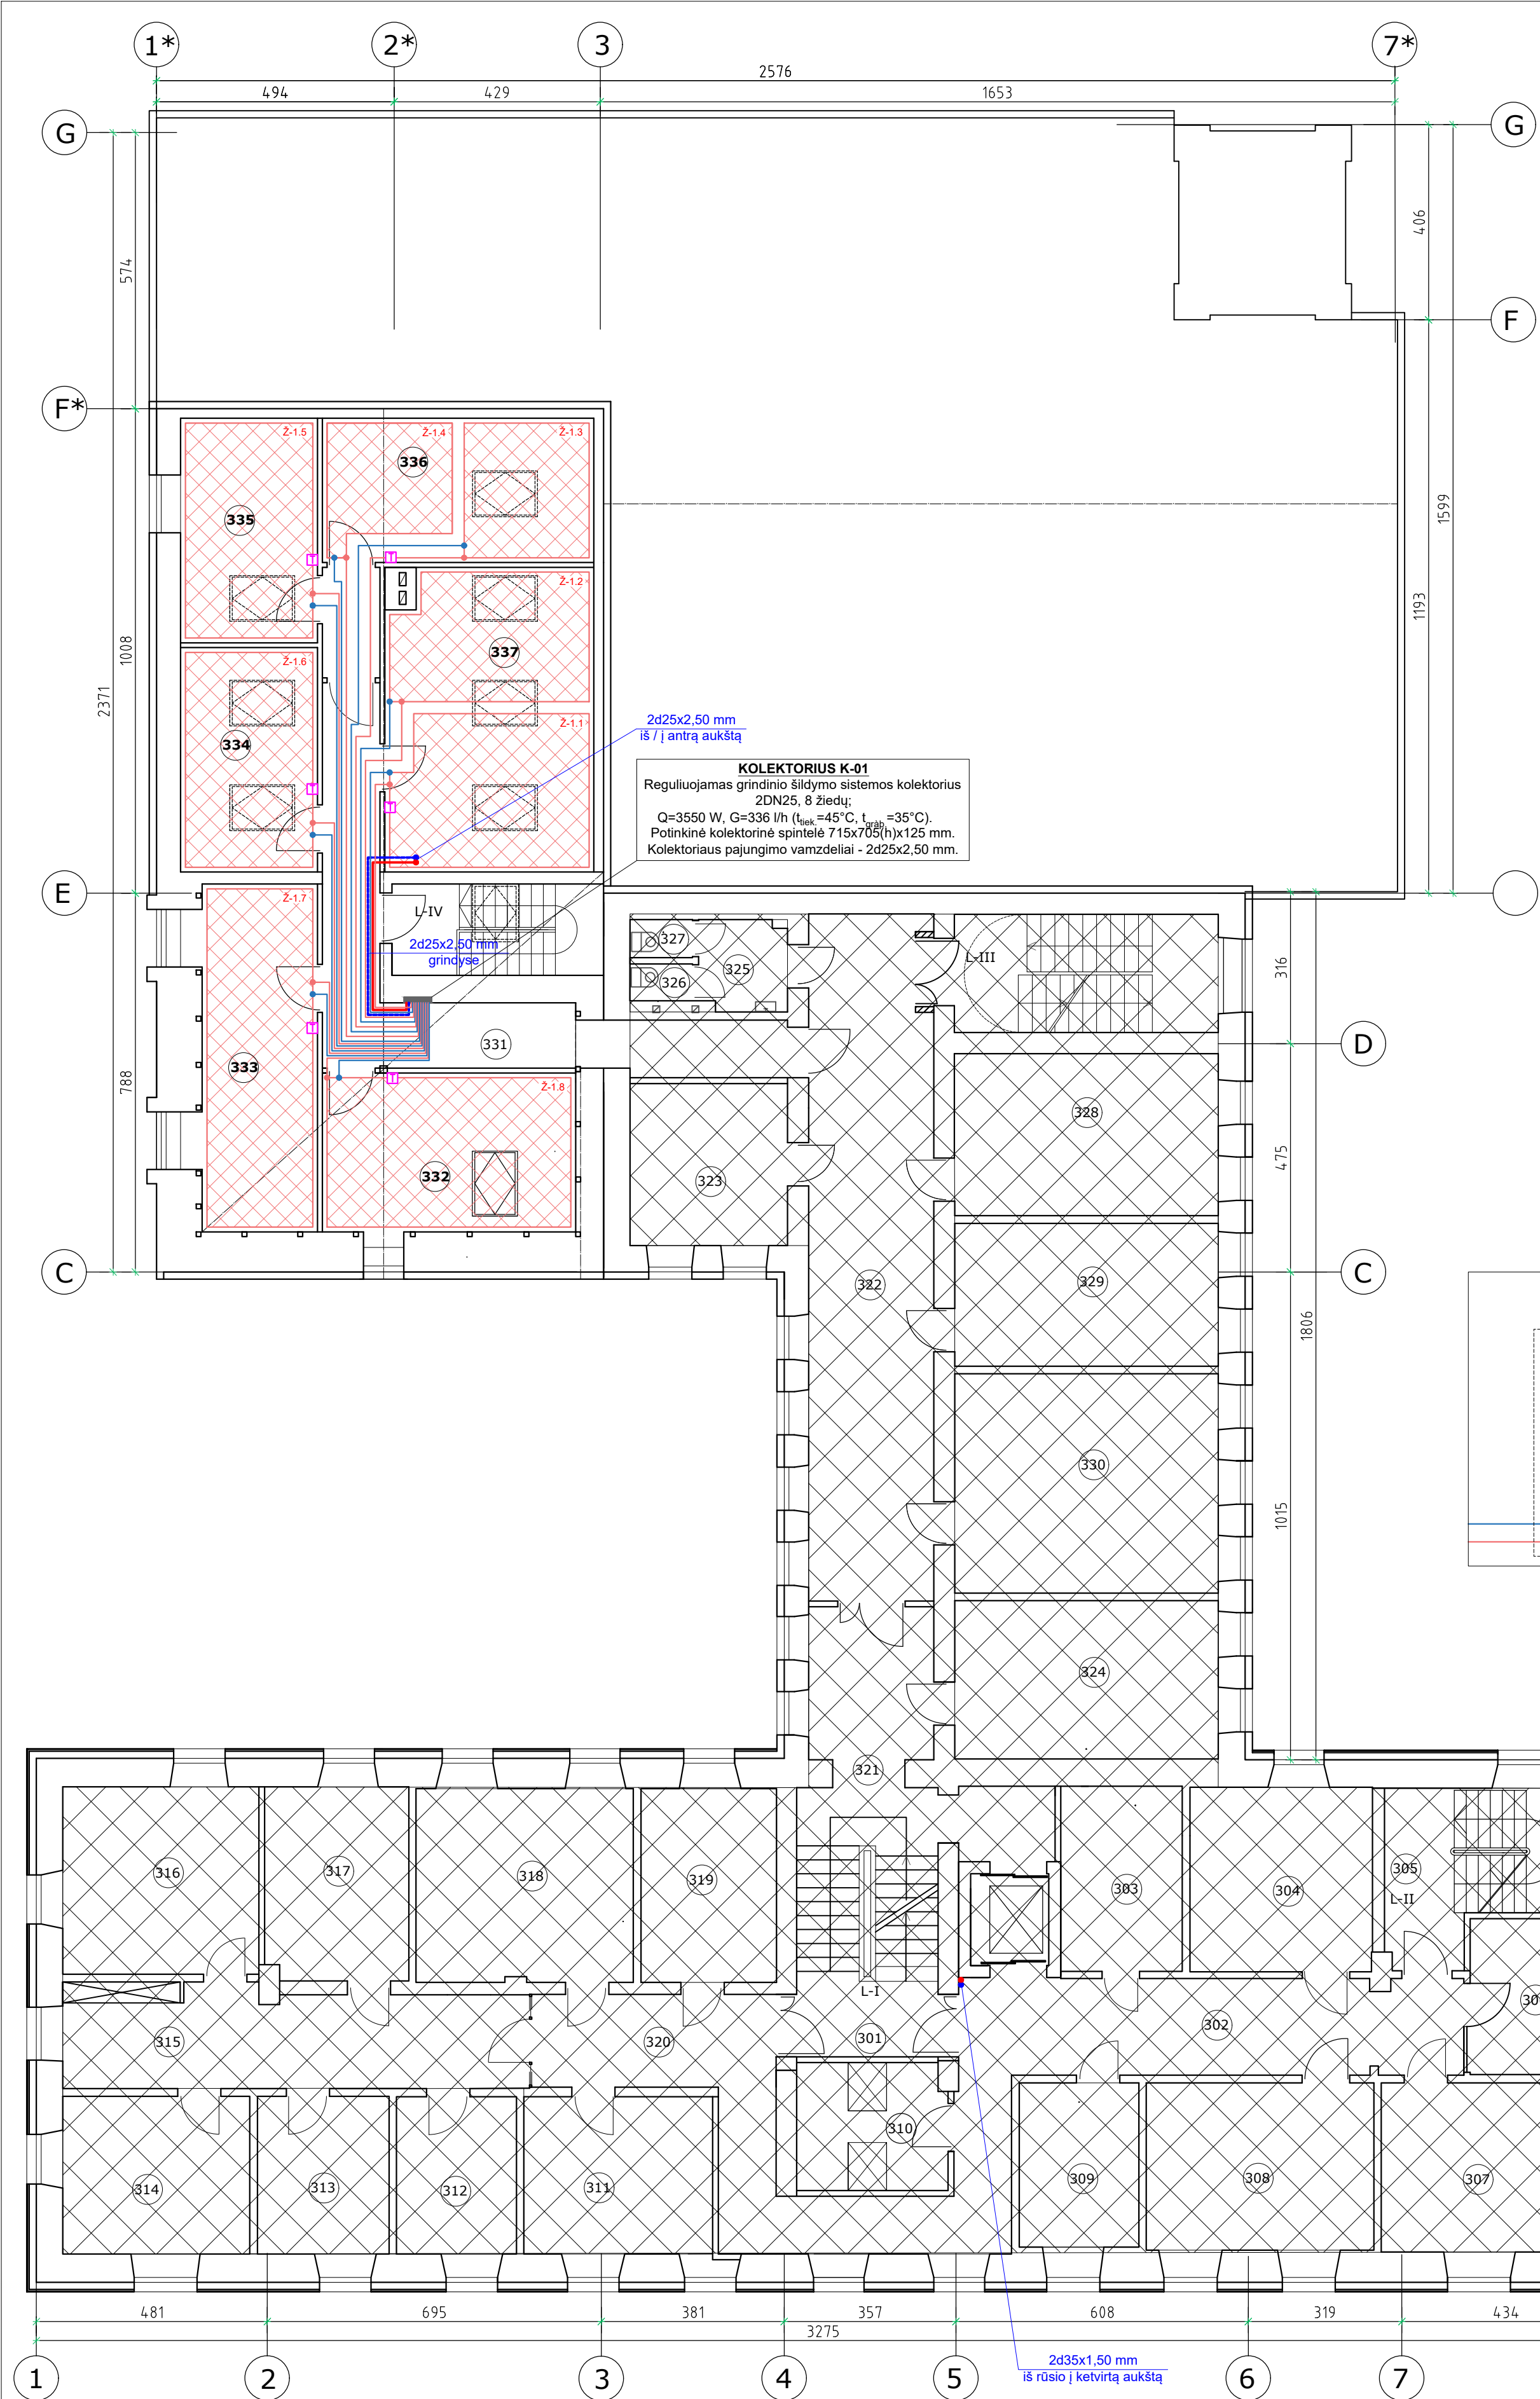 1*
2*
3
7*
2576
494
429
1653
G
G
574
406
F
F*
Ž-1.5
Ž-1.4
Ž-1.3
336
335
1599
Ž-1.2
1193
1008
337
Ž-1.6
2371
Ž-1.1
334
2d25x2,50 mm
iš / į antrą aukštą
KOLEKTORIUS K-01
Reguliuojamas grindinio šildymo sistemos kolektorius
2DN25, 8 žiedų;
Q=3550 W, G=336 l/h (ttiek.=45°C, tgrąb.=35°C).
Potinkinė kolektorinė spintelė 715x705(h)x125 mm.
Kolektoriaus pajungimo vamzdeliai - 2d25x2,50 mm.
E
Ž-1.7
L-IV
2d25x2,50 mm
grindyse
327
326
325
L-III
316
331
D
333
788
Ž-1.8
328
332
323
475
C
322
329
C
1806
330
1015
324
321
316
317
318
319
303
304
305
L-II
L-I
315
320
301
302
310
314
313
312
311
309
308
307
481
695
381
357
608
319
434
3275
2d35x1,50 mm
iš rūsio į ketvirtą aukštą
1
2
3
4
5
6
7